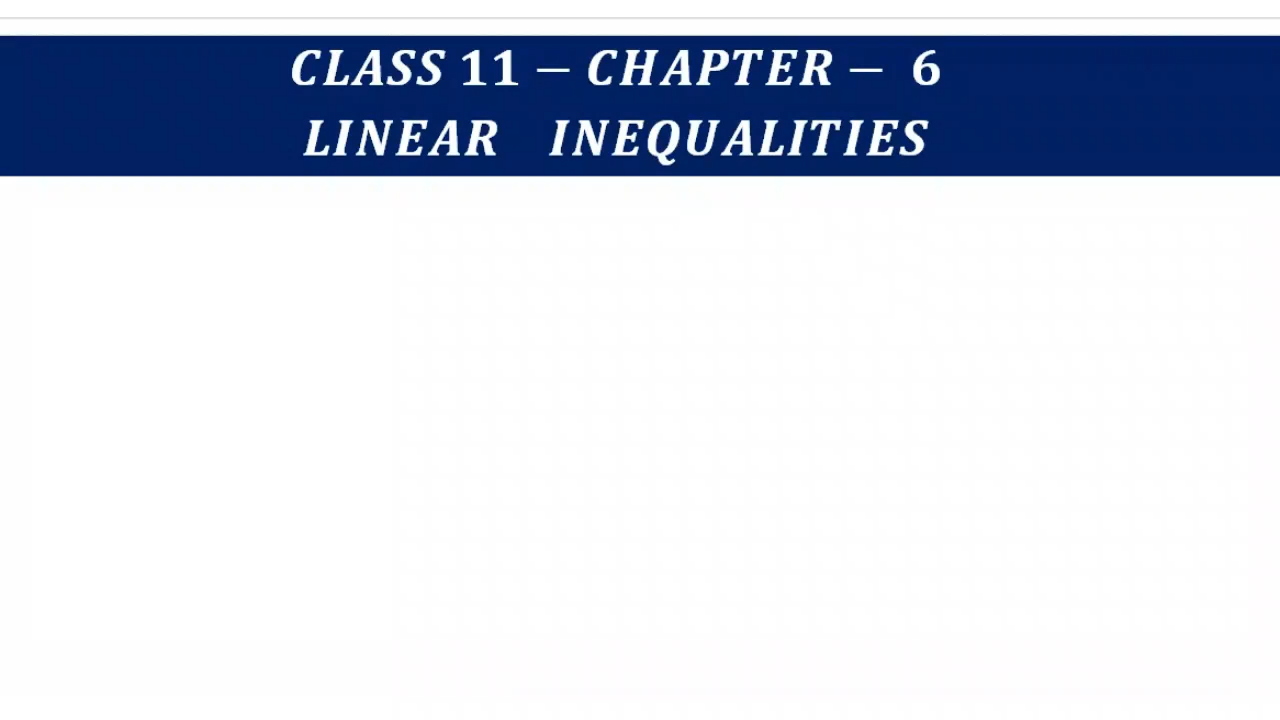 CLASS 11 – CHAPTER – 6
LINEAR INEQUALITIES